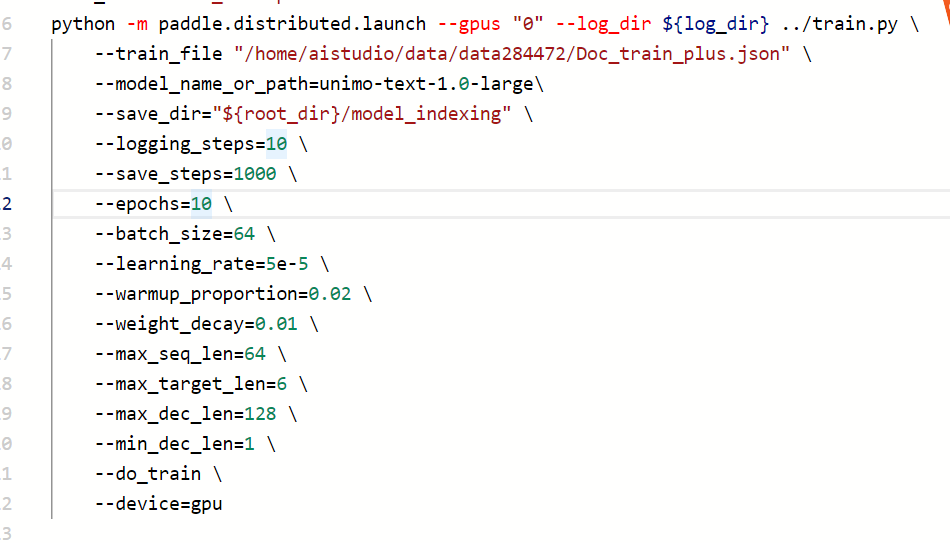 6 python -m paddle.distributed.launch --gpus "0" --log_dir ${log_dir} ../train.py \
7 --train_file "/home/aistudio/data/data284472/Doc_train_plus.json" \
8 --model_name_or_path=unimo-text-1.0-large\
9 --save_dir="${root_dir}/model_indexing" \
0 --logging_steps=10 \
1 --save_steps=1000 \
2 --epochs=10 \
3 --batch_size=64 \
4 --learning_rate=5e-5 \
5 --warmup_proportion=0.02 \
6 --weight_decay=0.01 \
7 --max_seq_len=64 \
8 --max_target_len=6 \
9 --max_dec_len=128 \
0 --min_dec_len=1 \
1 --do_train \
2 --device=gpu
3